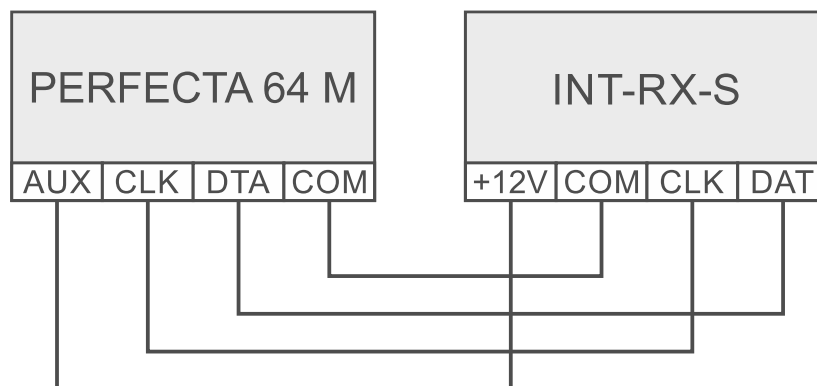 PERFECTA 64 M
INT-RX-S
AUX CLK DTA COM
+12V COM CLK DAT